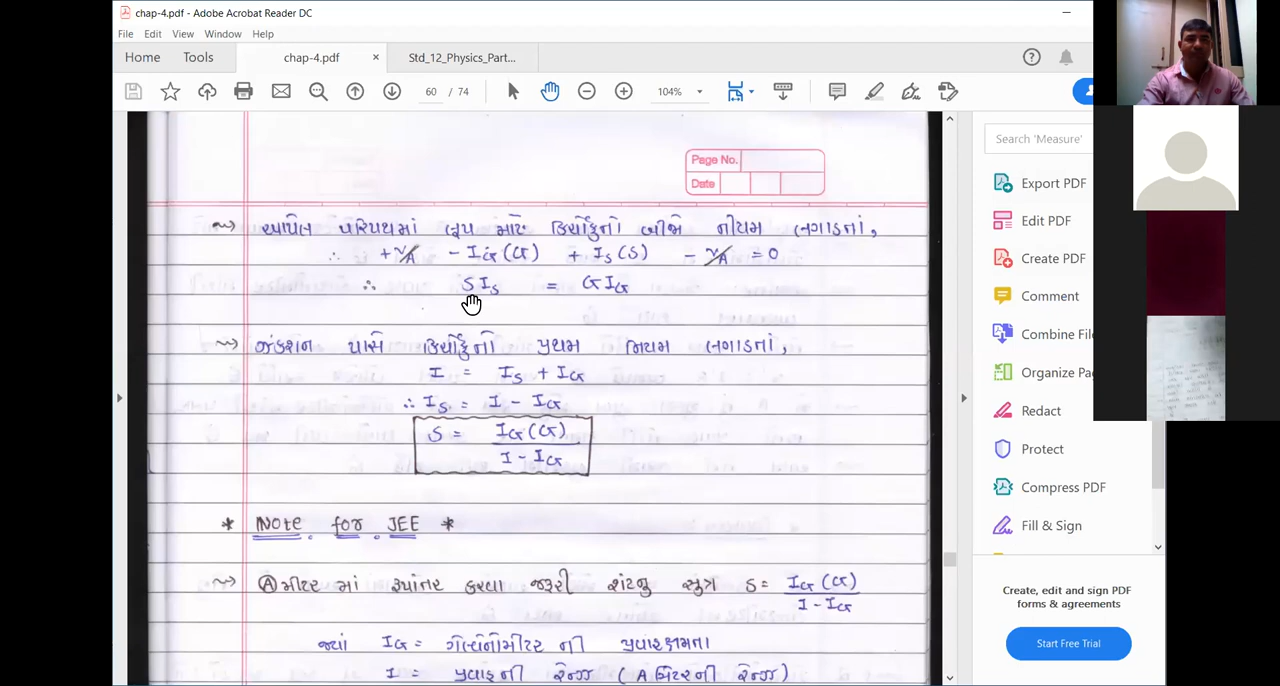 chap-4.pdf - Adobe Acrobat Reader DC
File Edit View Window Help
Home Tools chap-4.pdf × Std_12_Physics_Part...
60 / 74 104%
Page No.
Date
આપેલ પરિપથમાં લૂપ માટે કિર્ચોફનો બીજો નીયમ લગાડતાં,
∴ +V/A - IG(G) + IS(S) - V/A = 0
∴ SIS = GIG
જંકશન પાસે કિર્ચોફનો પ્રથમ નિયમ લગાડતાં,
I = IS + IG
∴ IS = I - IG
S = IG(G)
I - IG
* Note for JEE *
(A)મીટર માં રૂપાંતર કરવા જરૂરી શંટનુ સુત્ર S = IG(G)
I - IG
જ્યાં IG = ગેલ્વેનોમીટર ની પ્રવાહક્ષમતા
I = પ્રવાહની રેન્જ (A મિટરની રેન્જ)
Search 'Measure'
Export PDF
Edit PDF
Create PDF
Comment
Combine File
Organize Pa
Redact
Protect
Compress PDF
Fill & Sign
Create, edit and sign PDF
forms & agreements
Start Free Trial